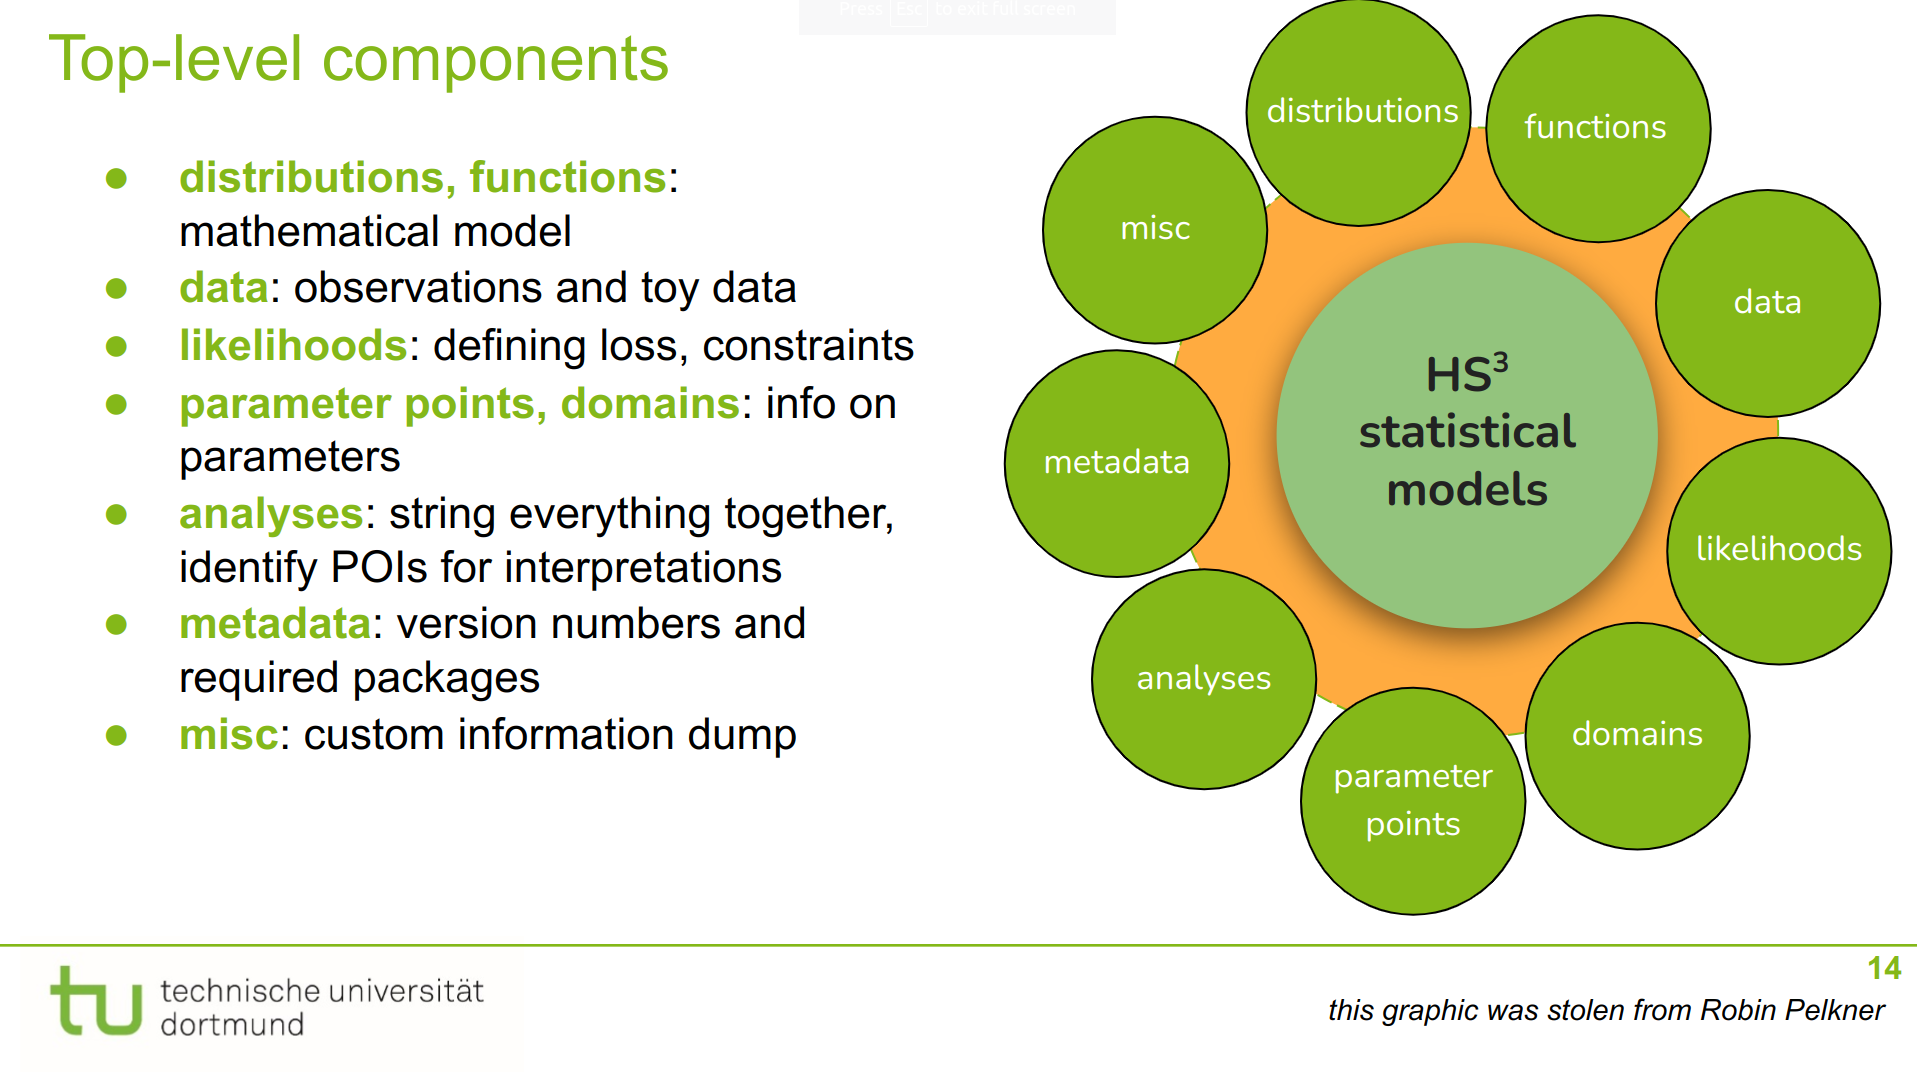 Press Esc to exit full screen
Top-level components
distributions, functions:
mathematical model
data: observations and toy data
likelihoods: defining loss, constraints
parameter points, domains: info on
parameters
analyses: string everything together,
identify POIs for interpretations
metadata: version numbers and
required packages
misc: custom information dump
distributions
functions
misc
data
HS³
statistical
models
metadata
likelihoods
analyses
domains
parameter
points
14
technische universität
dortmund
this graphic was stolen from Robin Pelkner